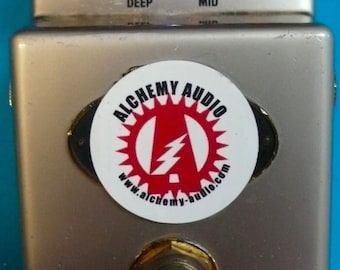 DEEP MID
ALCHEMY AUDIO
A
www.alchemy-audio.com